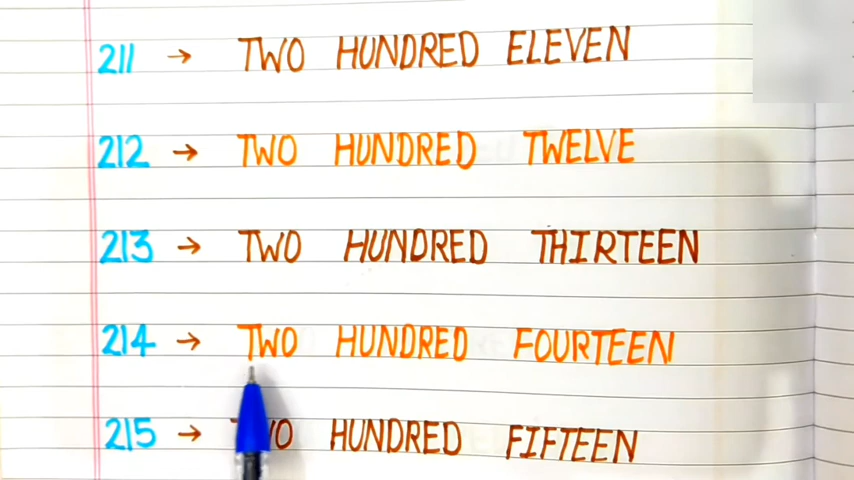 211 → TWO HUNDRED ELEVEN
212 → TWO HUNDRED TWELVE
213 → TWO HUNDRED THIRTEEN
214 → TWO HUNDRED FOURTEEN
215 → TWO HUNDRED FIFTEEN